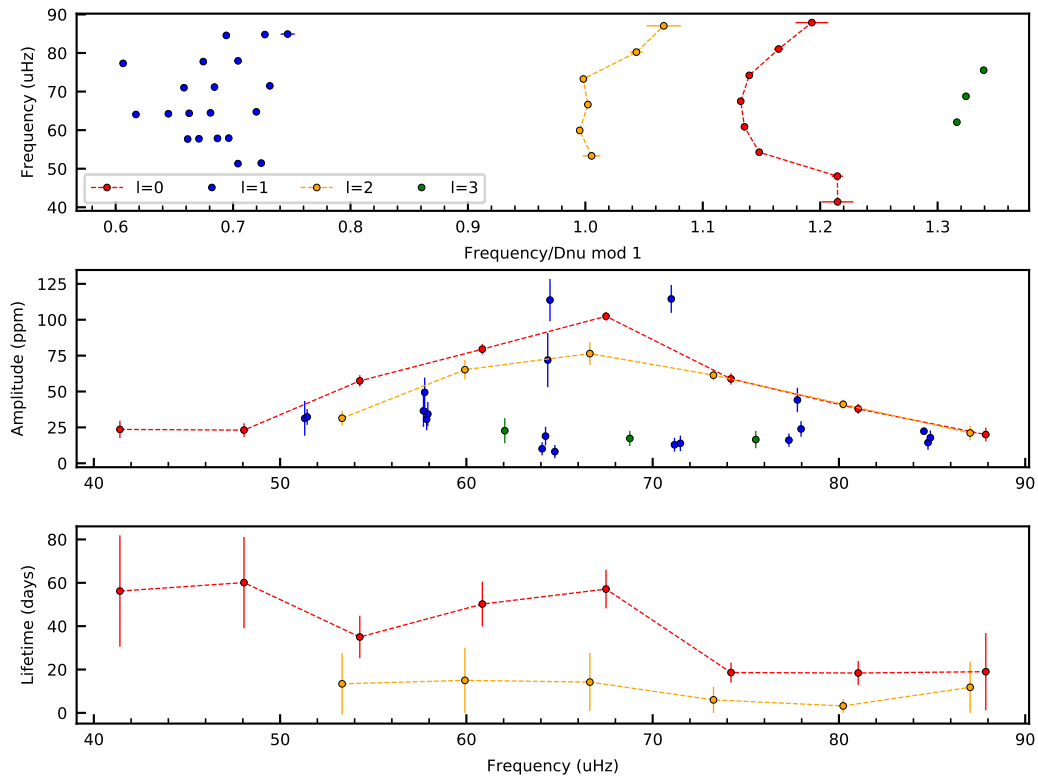 90
80
70
60
50
40
Frequency (uHz)
l=0 l=1 l=2 l=3
0.6 0.7 0.8 0.9 1.0 1.1 1.2 1.3
Frequency/Dnu mod 1
125
100
75
50
25
0
Amplitude (ppm)
40 50 60 70 80 90
80
60
40
20
0
Lifetime (days)
40 50 60 70 80 90
Frequency (uHz)